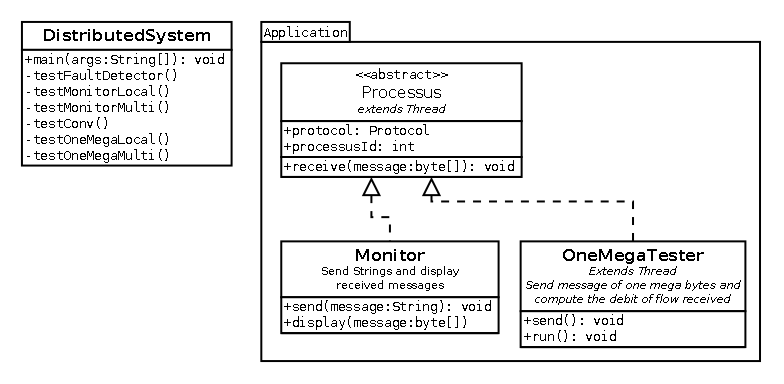 DistributedSystem
+main(args:String[]): void
-testFaultDetector()
-testMonitorLocal()
-testMonitorMulti()
-testConv()
-testOneMegaLocal()
-testOneMegaMulti()
Application
<<abstract>>
Processus
extends Thread
+protocol: Protocol
+processusId: int
+receive(message:byte[]): void
Monitor
Send Strings and display
received messages
+send(message:String): void
+display(message:byte[])
OneMegaTester
Extends Thread
Send message of one mega bytes and
compute the debit of flow received
+send(): void
+run(): void